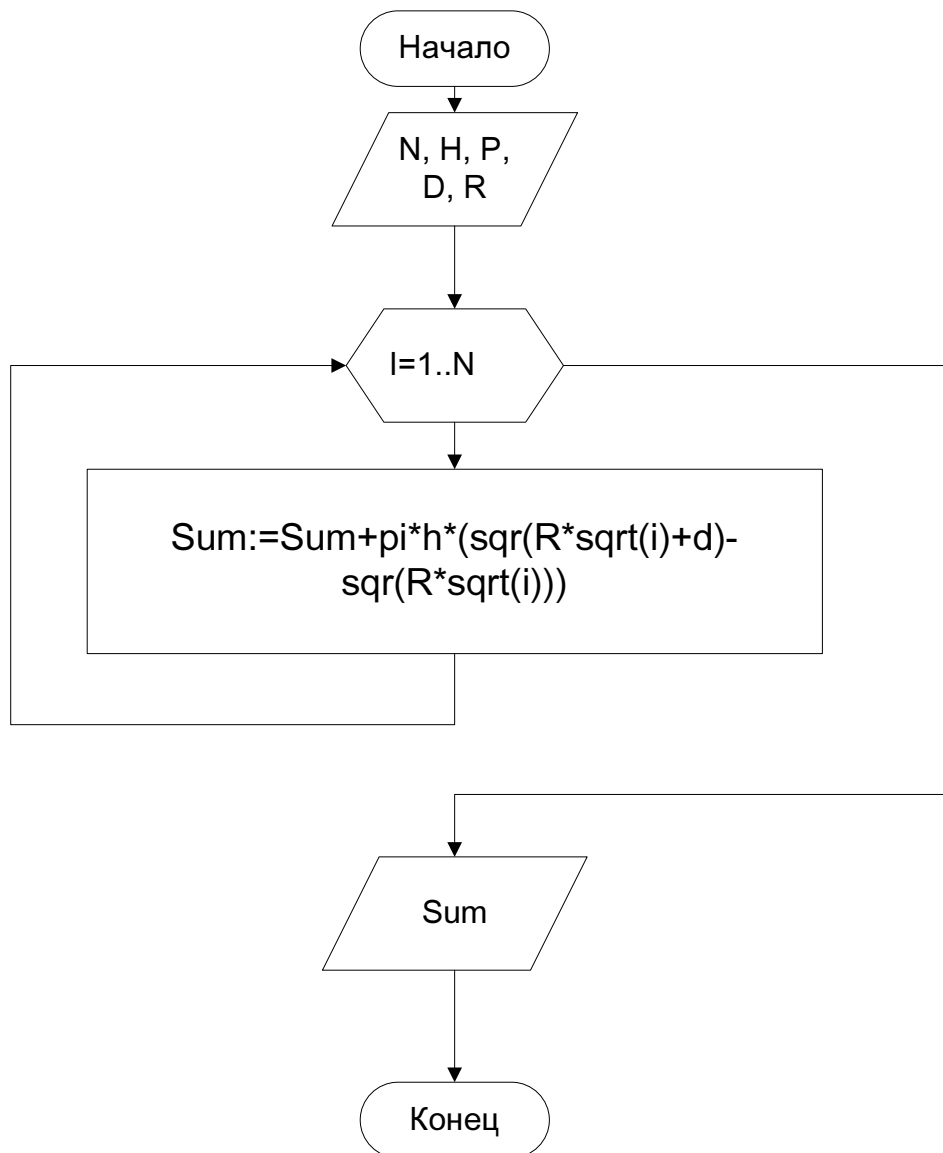 Начало
N, H, P,
D, R
I=1..N
Sum:=Sum+pi*h*(sqr(R*sqrt(i)+d)-
sqr(R*sqrt(i)))
Sum
Конец